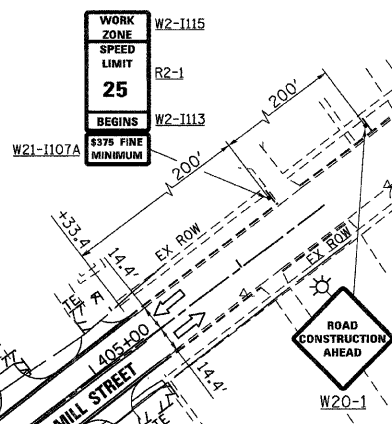 WORK
ZONE
W2-I115
SPEED
LIMIT
25
R2-1
BEGINS
W2-I113
$375 FINE
MINIMUM
W21-I107A
200'
200'
+33.4
14.4'
EX ROW
EX ROW
TE
405+00
MILL STREET
14.4'
TE
ROAD
CONSTRUCTION
AHEAD
W20-1